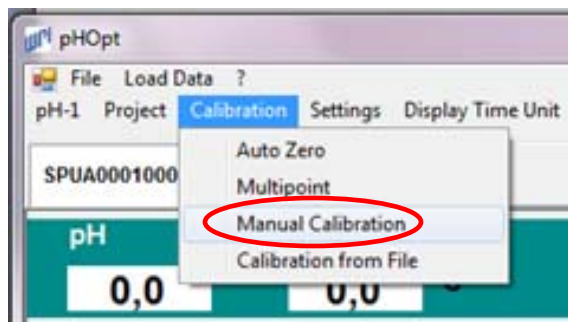 wpi pHOpt
File Load Data ?
pH-1 Project Calibration Settings Display Time Unit
Auto Zero
SPUA0001000
Multipoint
Manual Calibration
pH
Calibration from File
0,0 0,0